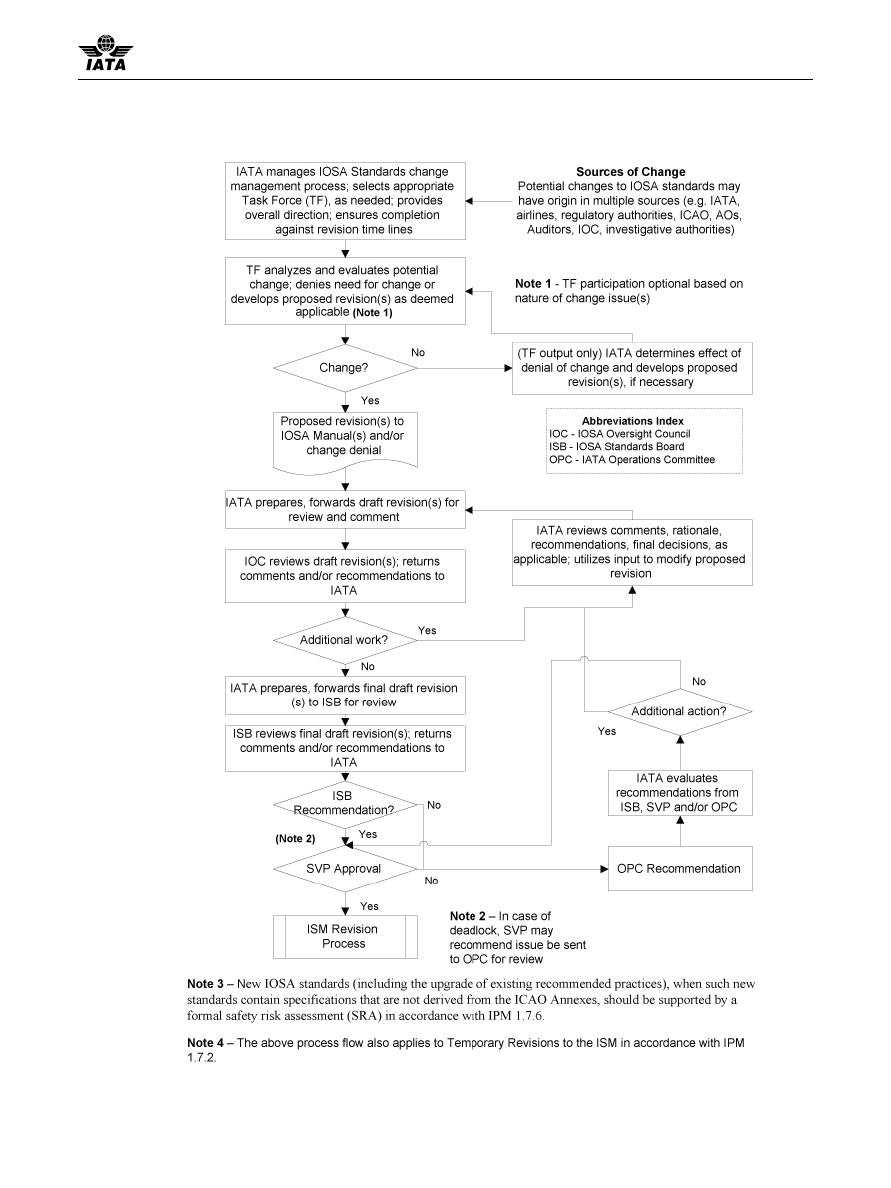 IATA
IATA manages IOSA Standards change
management process; selects appropriate
Task Force (TF), as needed; provides
overall direction; ensures completion
against revision time lines
Sources of Change
Potential changes to IOSA standards may
have origin in multiple sources (e.g. IATA,
airlines, regulatory authorities, ICAO, AOs,
Auditors, IOC, investigative authorities)
TF analyzes and evaluates potential
change; denies need for change or
develops proposed revision(s) as deemed
applicable (Note 1)
Note 1 - TF participation optional based on
nature of change issue(s)
Change?
No
(TF output only) IATA determines effect of
denial of change and develops proposed
revision(s), if necessary
Yes
Proposed revision(s) to
IOSA Manual(s) and/or
change denial
Abbreviations Index
IOC - IOSA Oversight Council
ISB - IOSA Standards Board
OPC - IATA Operations Committee
IATA prepares, forwards draft revision(s) for
review and comment
IATA reviews comments, rationale,
recommendations, final decisions, as
applicable; utilizes input to modify proposed
revision
IOC reviews draft revision(s); returns
comments and/or recommendations to
IATA
Additional work?
Yes
No
IATA prepares, forwards final draft revision
(s) to ISB for review
No
Additional action?
Yes
ISB reviews final draft revision(s); returns
comments and/or recommendations to
IATA
IATA evaluates
recommendations from
ISB, SVP and/or OPC
ISB
Recommendation?
No
(Note 2)
Yes
SVP Approval
No
OPC Recommendation
Yes
ISM Revision
Process
Note 2 – In case of
deadlock, SVP may
recommend issue be sent
to OPC for review
Note 3 – New IOSA standards (including the upgrade of existing recommended practices), when such new
standards contain specifications that are not derived from the ICAO Annexes, should be supported by a
formal safety risk assessment (SRA) in accordance with IPM 1.7.6.
Note 4 – The above process flow also applies to Temporary Revisions to the ISM in accordance with IPM
1.7.2.